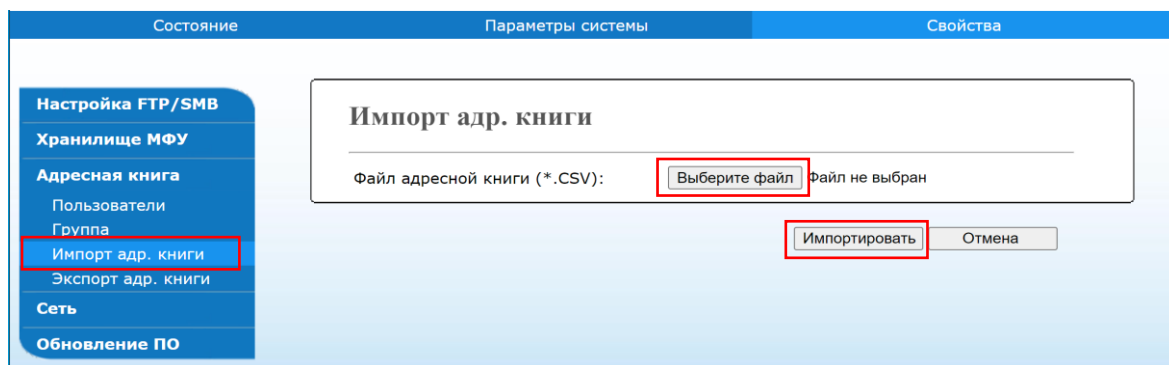 Состояние Параметры системы Свойства
Настройка FTP/SMB
Хранилище МФУ
Адресная книга
Пользователи
Группа
Импорт адр. книги
Экспорт адр. книги
Сеть
Обновление ПО
Импорт адр. книги
Файл адресной книги (*.CSV): Выберите файл Файл не выбран
Импортировать Отмена